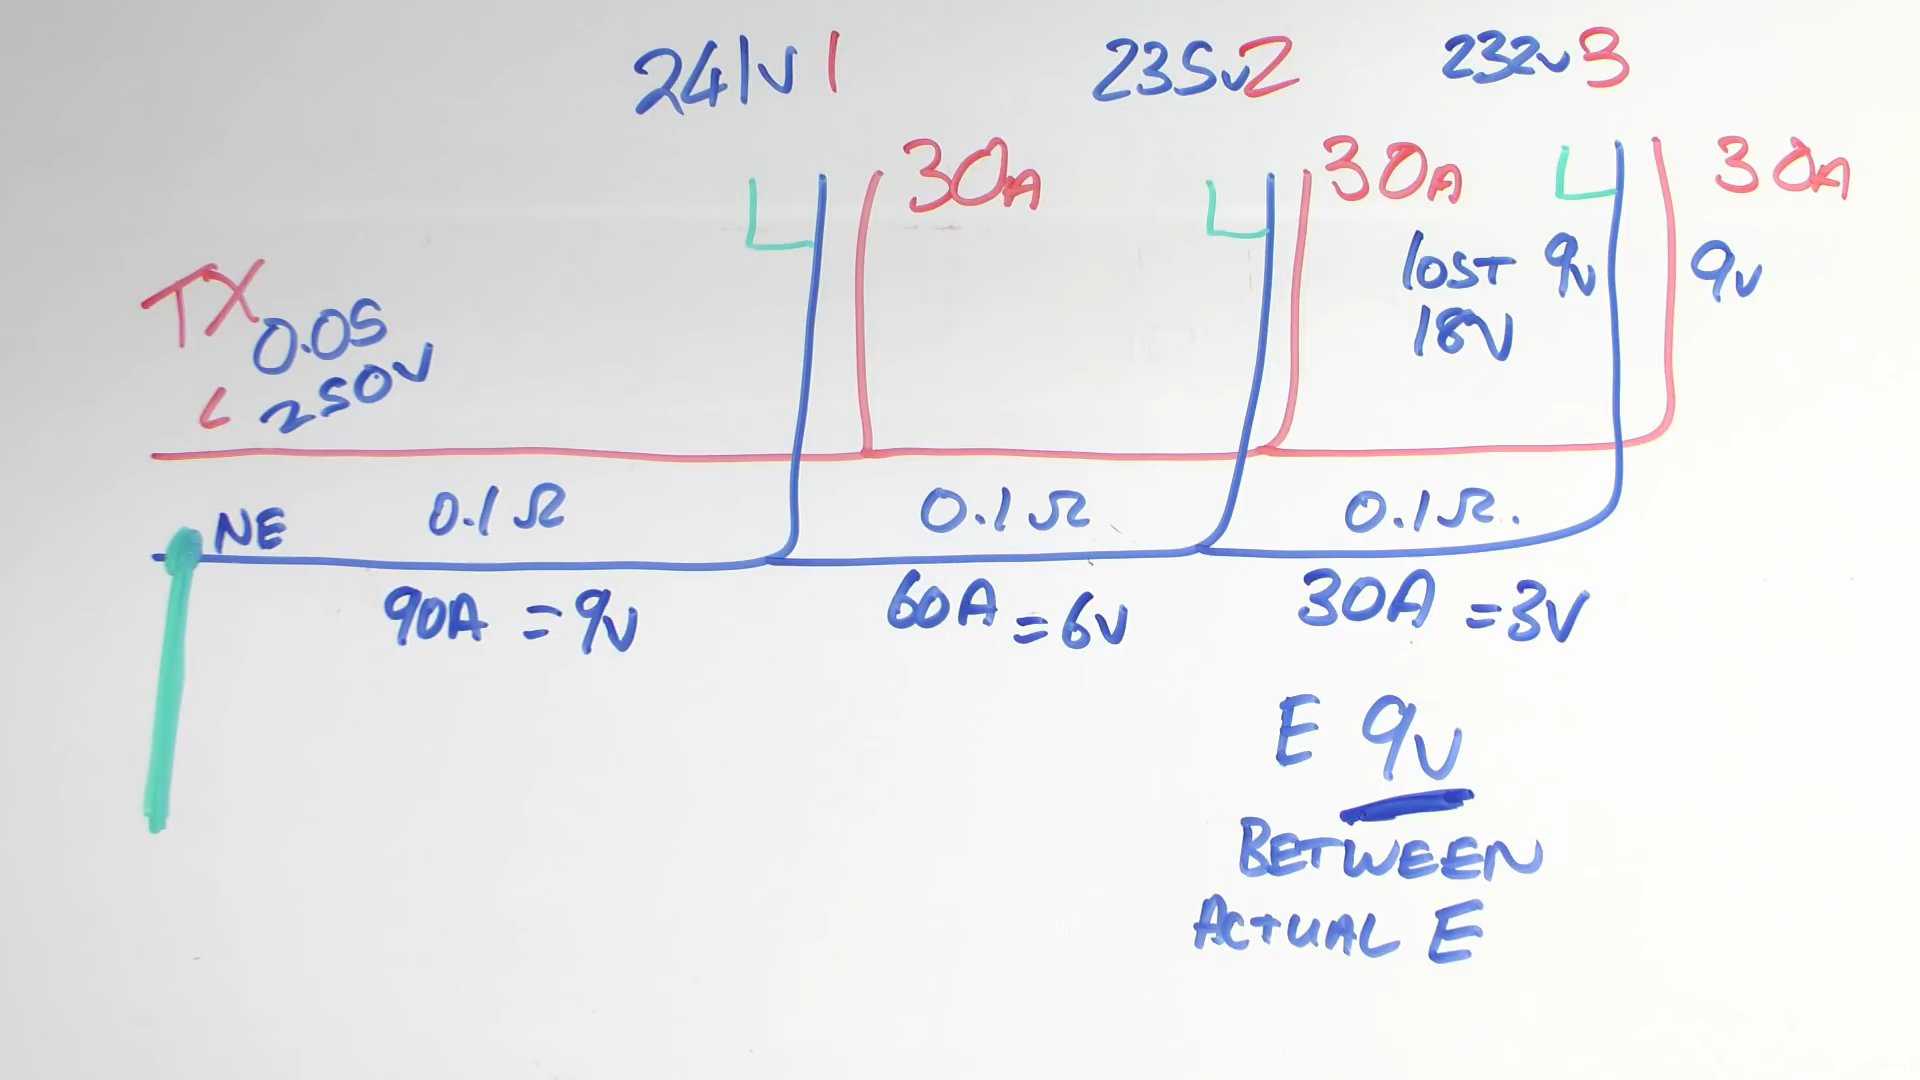 241v 1
235v 2
232v 3
30A
30A
30A
lost 9v
18V
9v
TX
0.05
L 250V
NE
0.1Ω
0.1Ω
0.1Ω.
90A = 9v
60A = 6v
30A = 3v
E 9v
BETWEEN
ACTUAL E